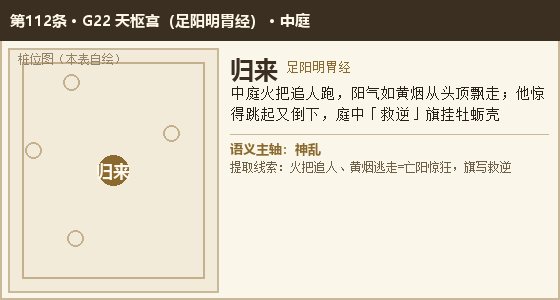 第112条·G22 天枢宫（足阳明胃经）·中庭
桩位图（本表自绘）
归来
归来 足阳明胃经
中庭火把追人跑，阳气如黄烟从头顶飘走；他惊
得跳起又倒下，庭中「救逆」旗挂牡蛎壳
语义主轴：神乱
提取线索：火把追人、黄烟逃走=亡阳惊狂，旗写救逆